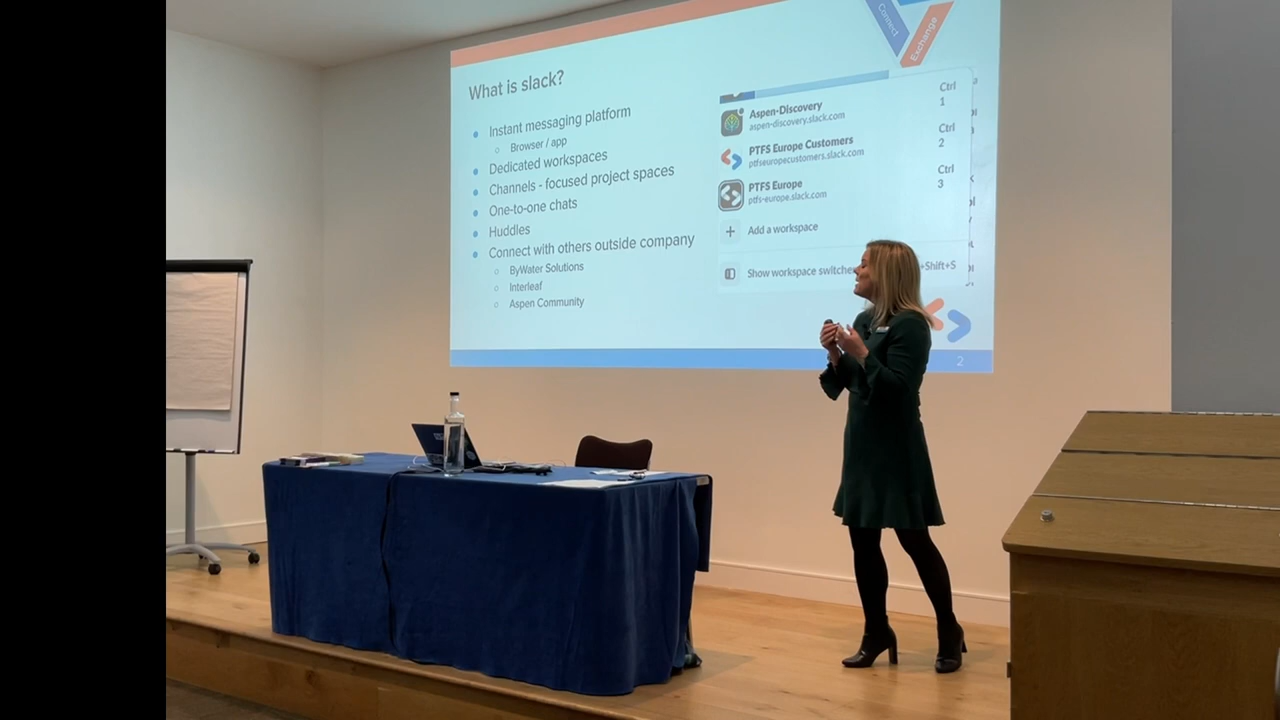 Connect
Exchange
What is slack?
Instant messaging platform
Browser / app
Dedicated workspaces
Channels - focused project spaces
One-to-one chats
Huddles
Connect with others outside company
ByWater Solutions
Interleaf
Aspen Community
Aspen-Discovery
aspen-discovery.slack.com
Ctrl
1
PTFS Europe Customers
ptfseuropecustomers.slack.com
Ctrl
2
PTFS Europe
ptfs-europe.slack.com
Ctrl
3
+ Add a workspace
Show workspace switche +Shift+S
2